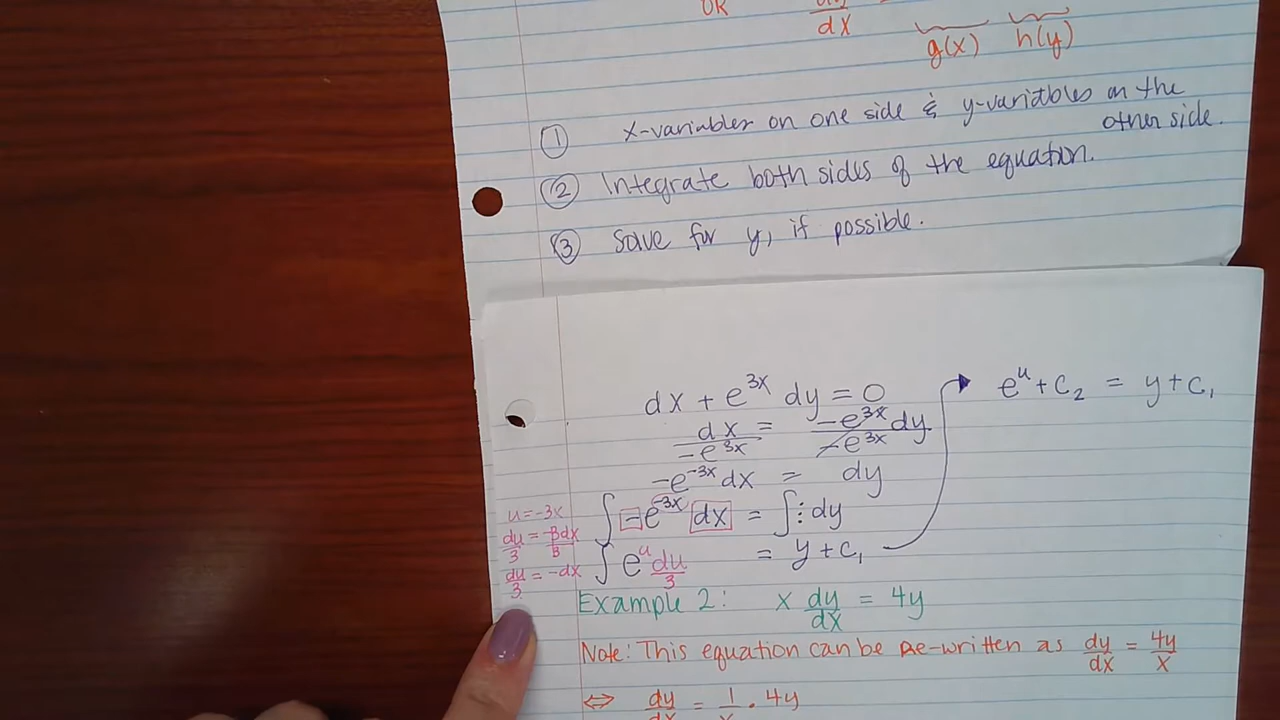 OR dy/dx
g(x) h(y)
① x-variables on one side & y-variables on the other side.
② Integrate both sides of the equation.
③ Solve for y, if possible.
dx + e^{3x} dy = 0
dx/-e^{3x} = -e^{3x}dy/-e^{3x}
-e^{-3x} dx = dy
∫ -e^{-3x} dx = ∫ dy
∫ e^u du/3 = y + c₁
e^u + c₂ = y + c₁
u = -3x
du/3 = -3dx/3
du/3 = -dx
Example 2: x dy/dx = 4y
Note: This equation can be re-written as dy/dx = 4y/x
⇔ dy/dx = 1/x · 4y